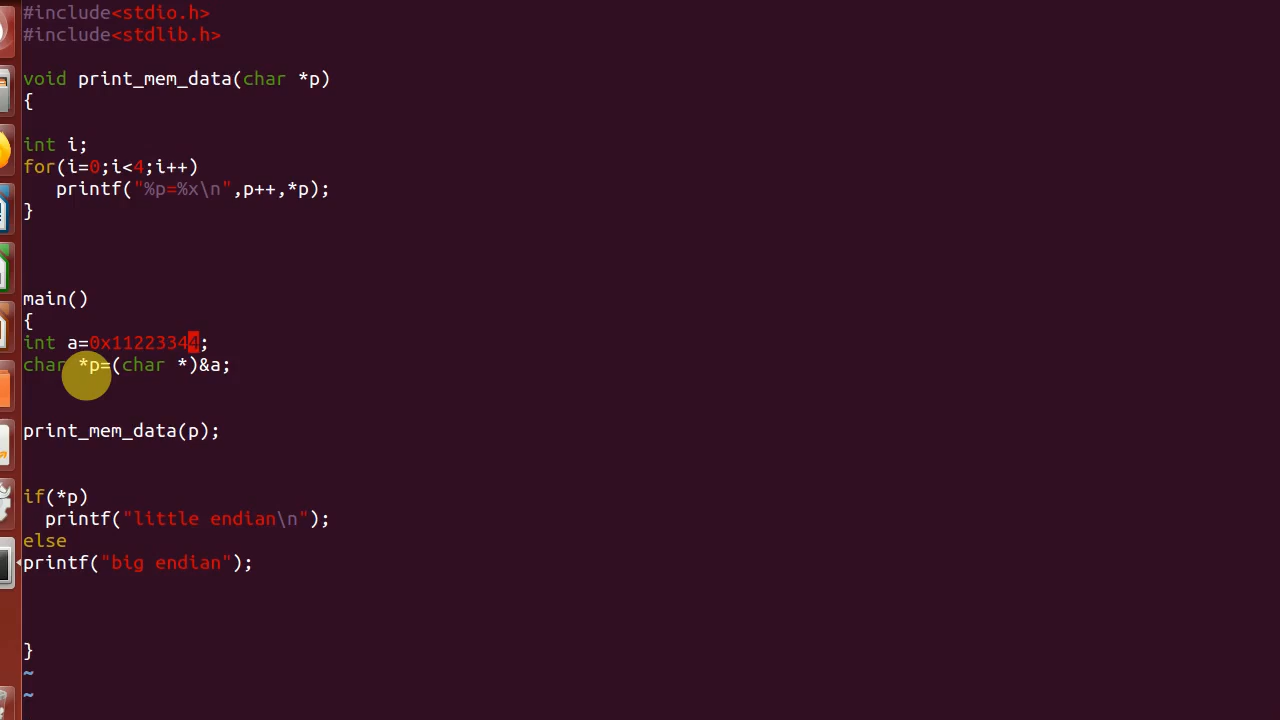 #include<stdio.h>
#include<stdlib.h>
void print_mem_data(char *p)
{
int i;
for(i=0;i<4;i++)
printf("%p=%x\n",p++,*p);
}
main()
{
int a=0x11223344;
char *p=(char *)&a;
print_mem_data(p);
if(*p)
printf("little endian\n");
else
printf("big endian");
}
~
~